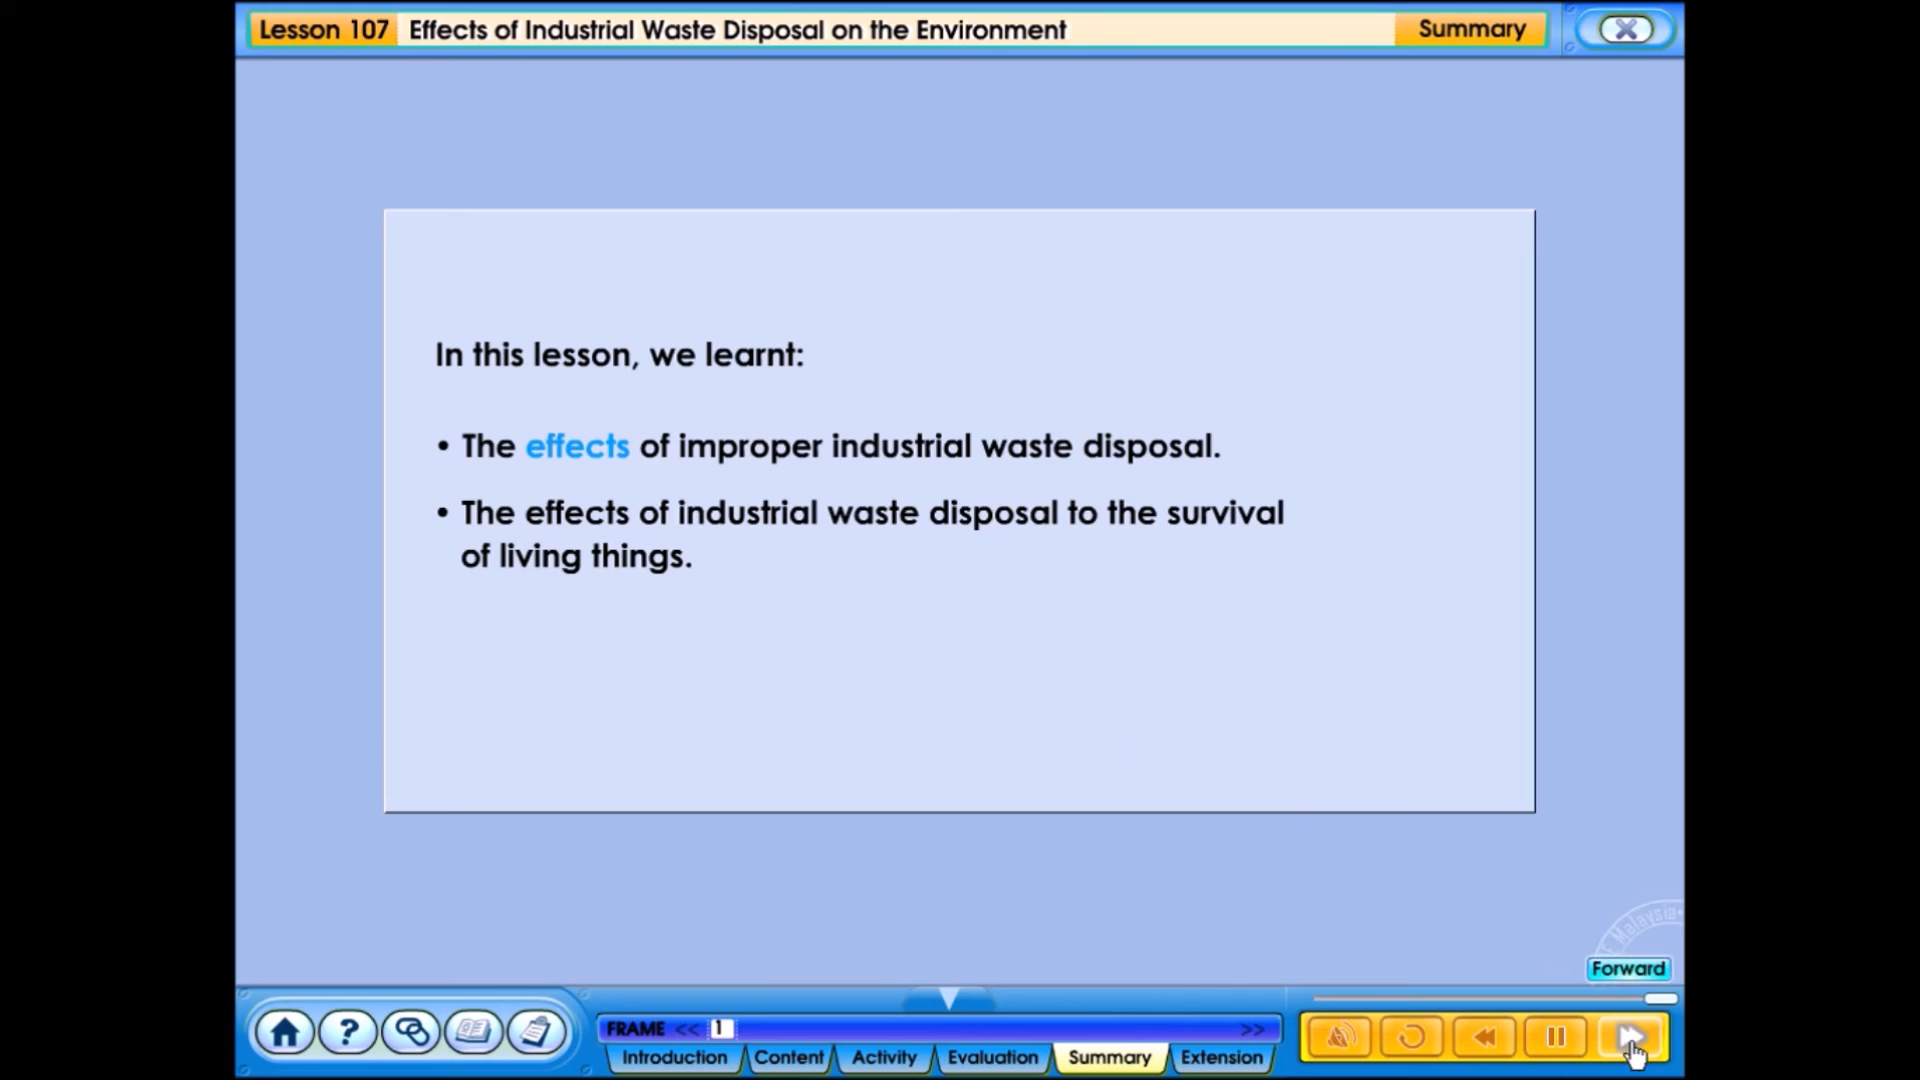 Lesson 107 Effects of Industrial Waste Disposal on the Environment Summary
In this lesson, we learnt:
• The effects of improper industrial waste disposal.
• The effects of industrial waste disposal to the survival
of living things.
Malaysia
Forward
FRAME << 1 >>
Introduction Content Activity Evaluation Summary Extension